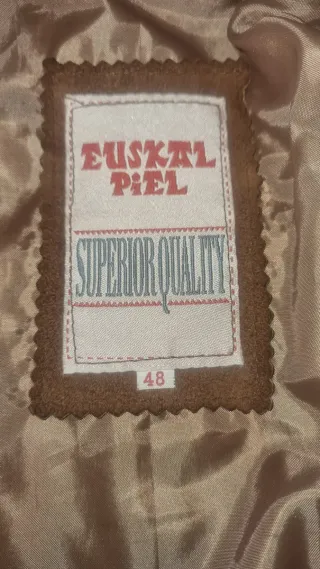 EUSKAL
PiEL
SUPERIOR QUALITY
48